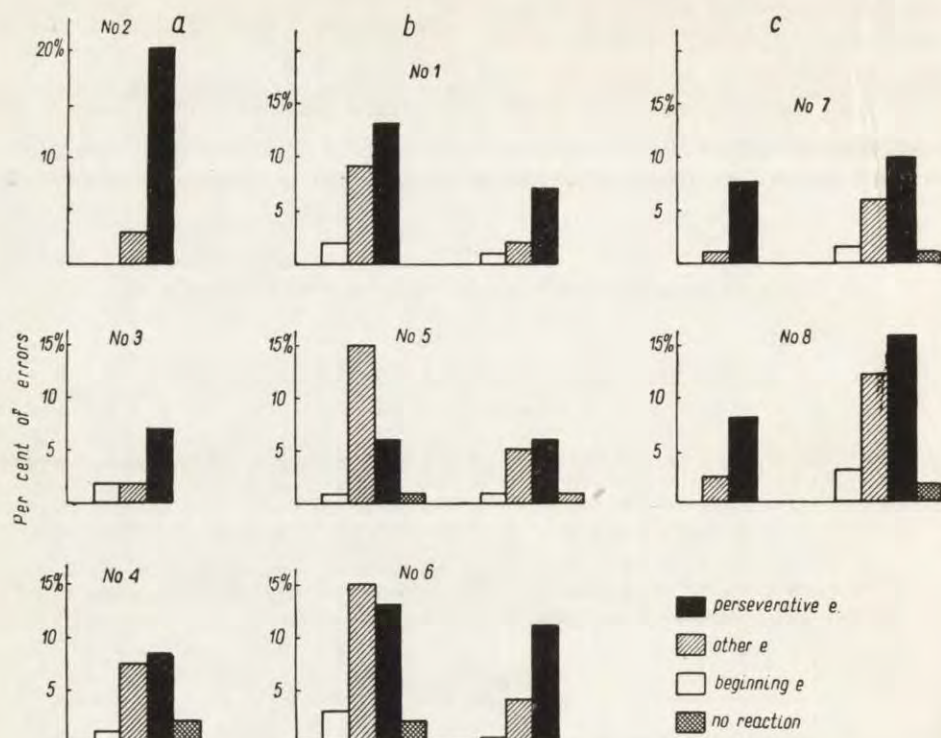 No 2 a
20%
10
b
No 1
15%
10
5
c
No 7
15%
10
5
Per cent of errors
No 3
15%
10
5
No 5
15%
10
5
No 8
15%
10
5
No 4
15%
10
5
No 6
15%
10
5
perseverative e.
other e
beginning e
no reaction